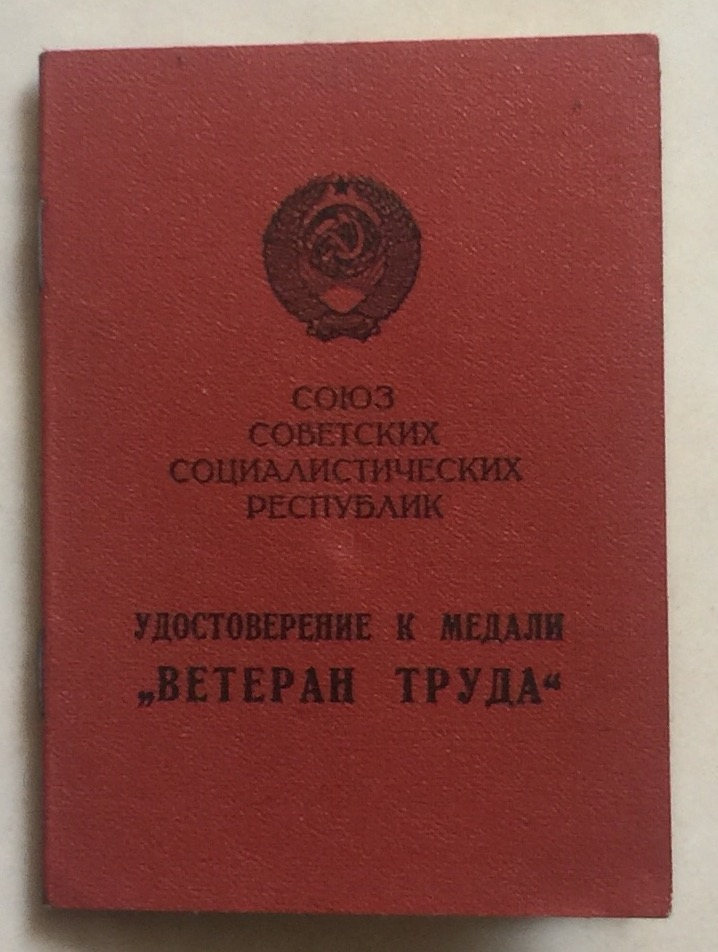 СОЮЗ
СОВЕТСКИХ
СОЦИАЛИСТИЧЕСКИХ
РЕСПУБЛИК
УДОСТОВЕРЕНИЕ К МЕДАЛИ
„ВЕТЕРАН ТРУДА“